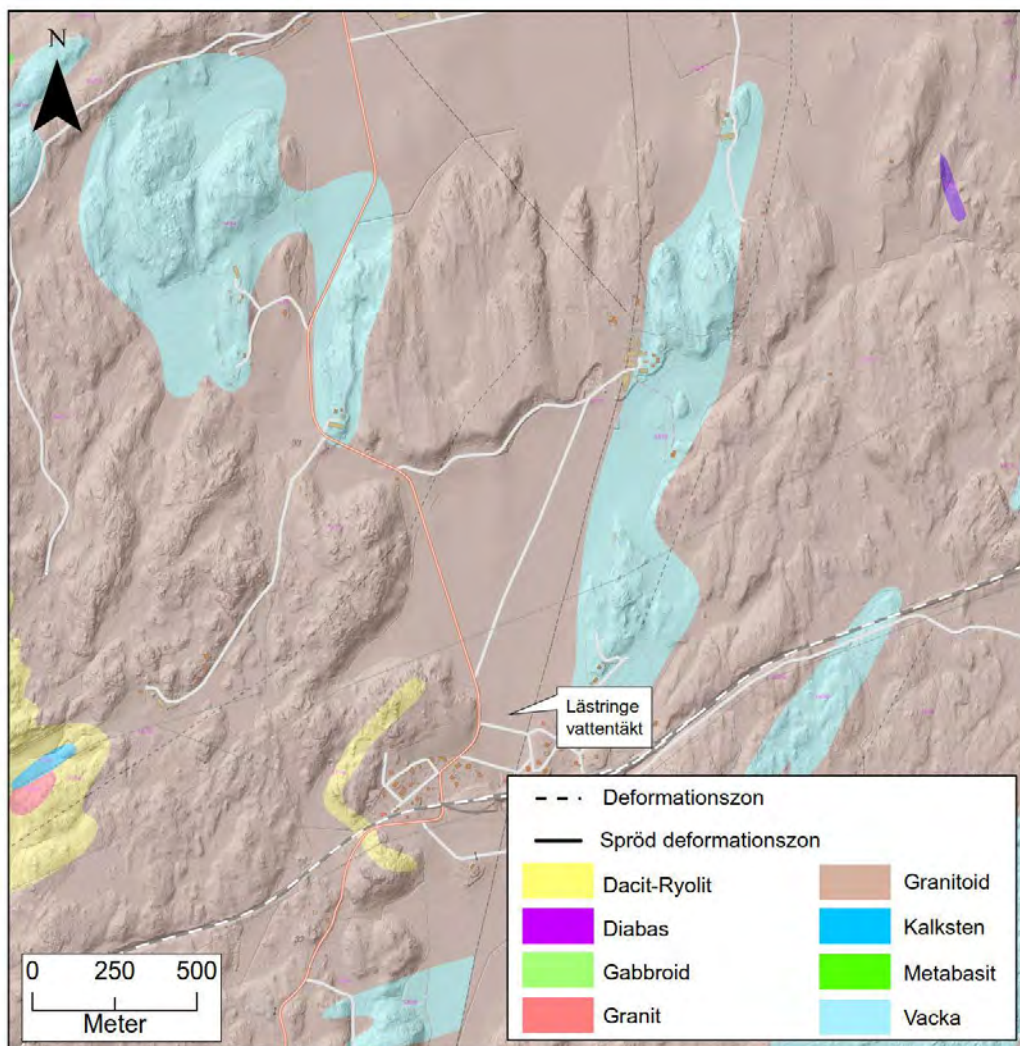 N
Lästringe
vattentäkt
Deformationszon
Spröd deformationszon
Dacit-Ryolit
Diabas
Gabbroid
Granit
Granitoid
Kalksten
Metabasit
Vacka
0 250 500
Meter